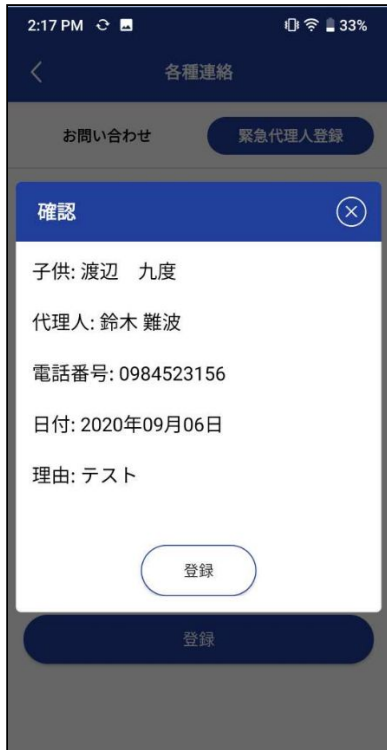 2:17 PM 33%
各種連絡
お問い合わせ 緊急代理人登録
確認
子供: 渡辺　九度
代理人: 鈴木 難波
電話番号: 0984523156
日付: 2020年09月06日
理由: テスト
登録
登録